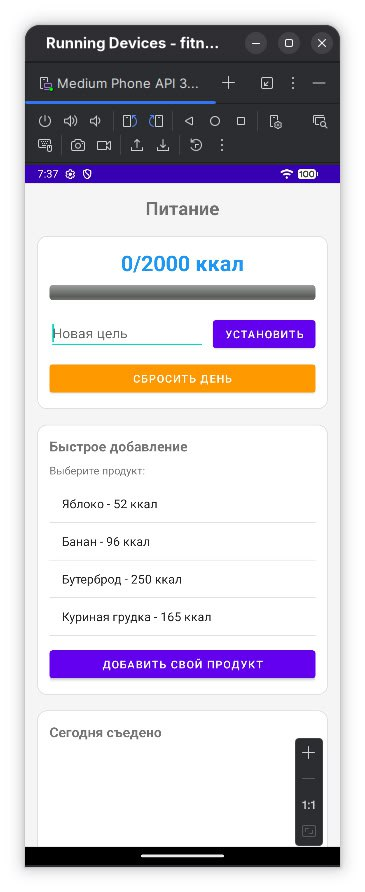 Running Devices - fitn...
Medium Phone API 3...
7:37
100
Питание
0/2000 ккал
Новая цель
УСТАНОВИТЬ
СБРОСИТЬ ДЕНЬ
Быстрое добавление
Выберите продукт:
Яблоко - 52 ккал
Банан - 96 ккал
Бутерброд - 250 ккал
Куриная грудка - 165 ккал
ДОБАВИТЬ СВОЙ ПРОДУКТ
Сегодня съедено
1:1